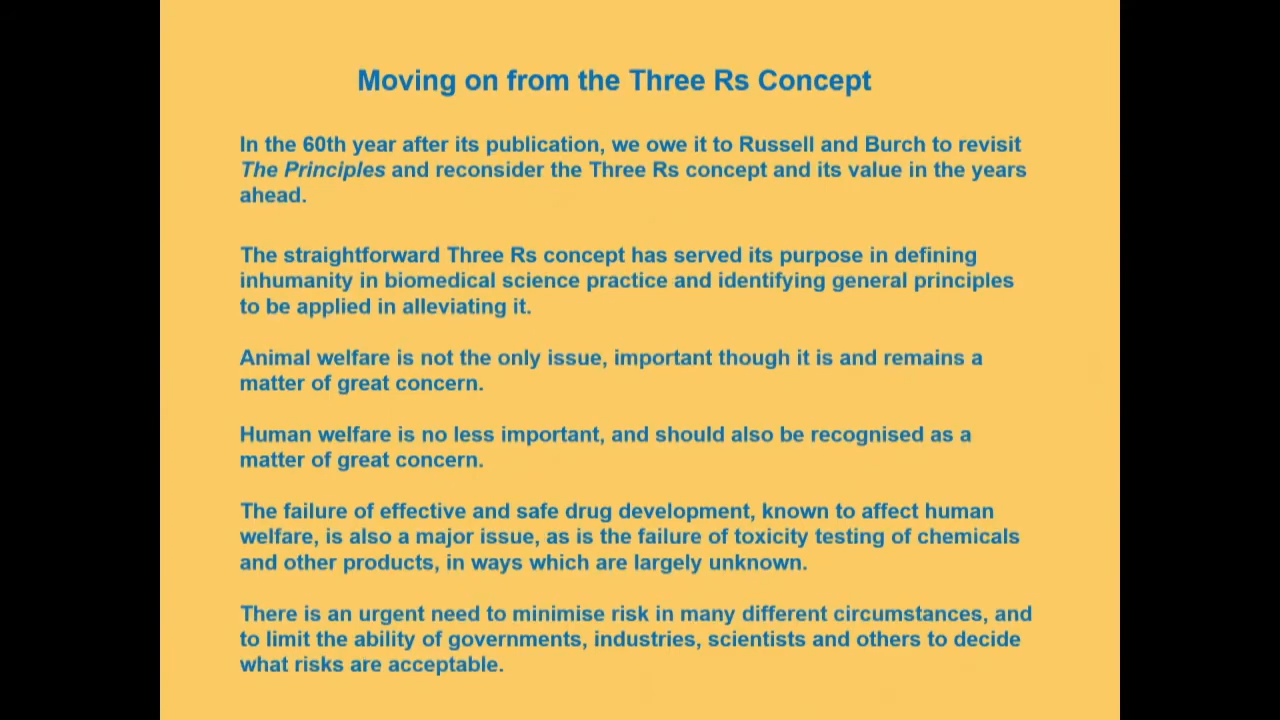 Moving on from the Three Rs Concept
In the 60th year after its publication, we owe it to Russell and Burch to revisit
The Principles and reconsider the Three Rs concept and its value in the years
ahead.
The straightforward Three Rs concept has served its purpose in defining
inhumanity in biomedical science practice and identifying general principles
to be applied in alleviating it.
Animal welfare is not the only issue, important though it is and remains a
matter of great concern.
Human welfare is no less important, and should also be recognised as a
matter of great concern.
The failure of effective and safe drug development, known to affect human
welfare, is also a major issue, as is the failure of toxicity testing of chemicals
and other products, in ways which are largely unknown.
There is an urgent need to minimise risk in many different circumstances, and
to limit the ability of governments, industries, scientists and others to decide
what risks are acceptable.